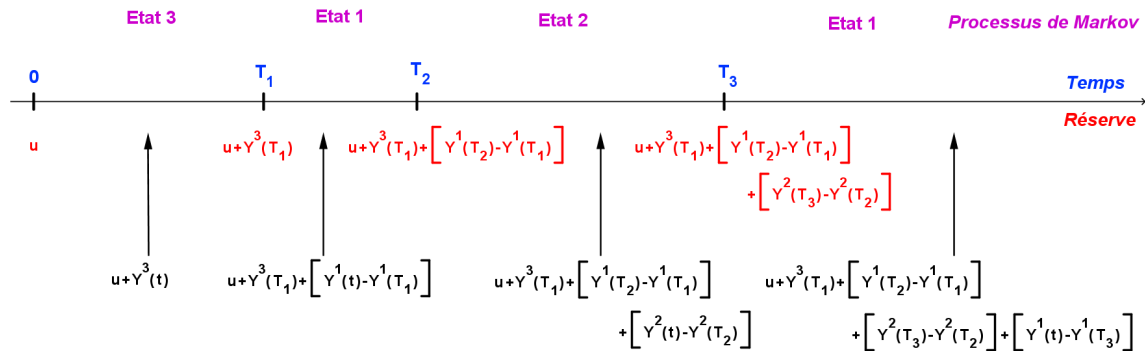 Etat 3 Etat 1 Etat 2 Etat 1 Processus de Markov
0 T₁ T₂ T₃ Temps
Réserve
u u+Y³(T₁) u+Y³(T₁)+[Y¹(T₂)-Y¹(T₁)] u+Y³(T₁)+[Y¹(T₂)-Y¹(T₁)]
+[Y²(T₃)-Y²(T₂)]
u+Y³(t) u+Y³(T₁)+[Y¹(t)-Y¹(T₁)] u+Y³(T₁)+[Y¹(T₂)-Y¹(T₁)] u+Y³(T₁)+[Y¹(T₂)-Y¹(T₁)]
+[Y²(t)-Y²(T₂)] +[Y²(T₃)-Y²(T₂)]+[Y¹(t)-Y¹(T₃)]